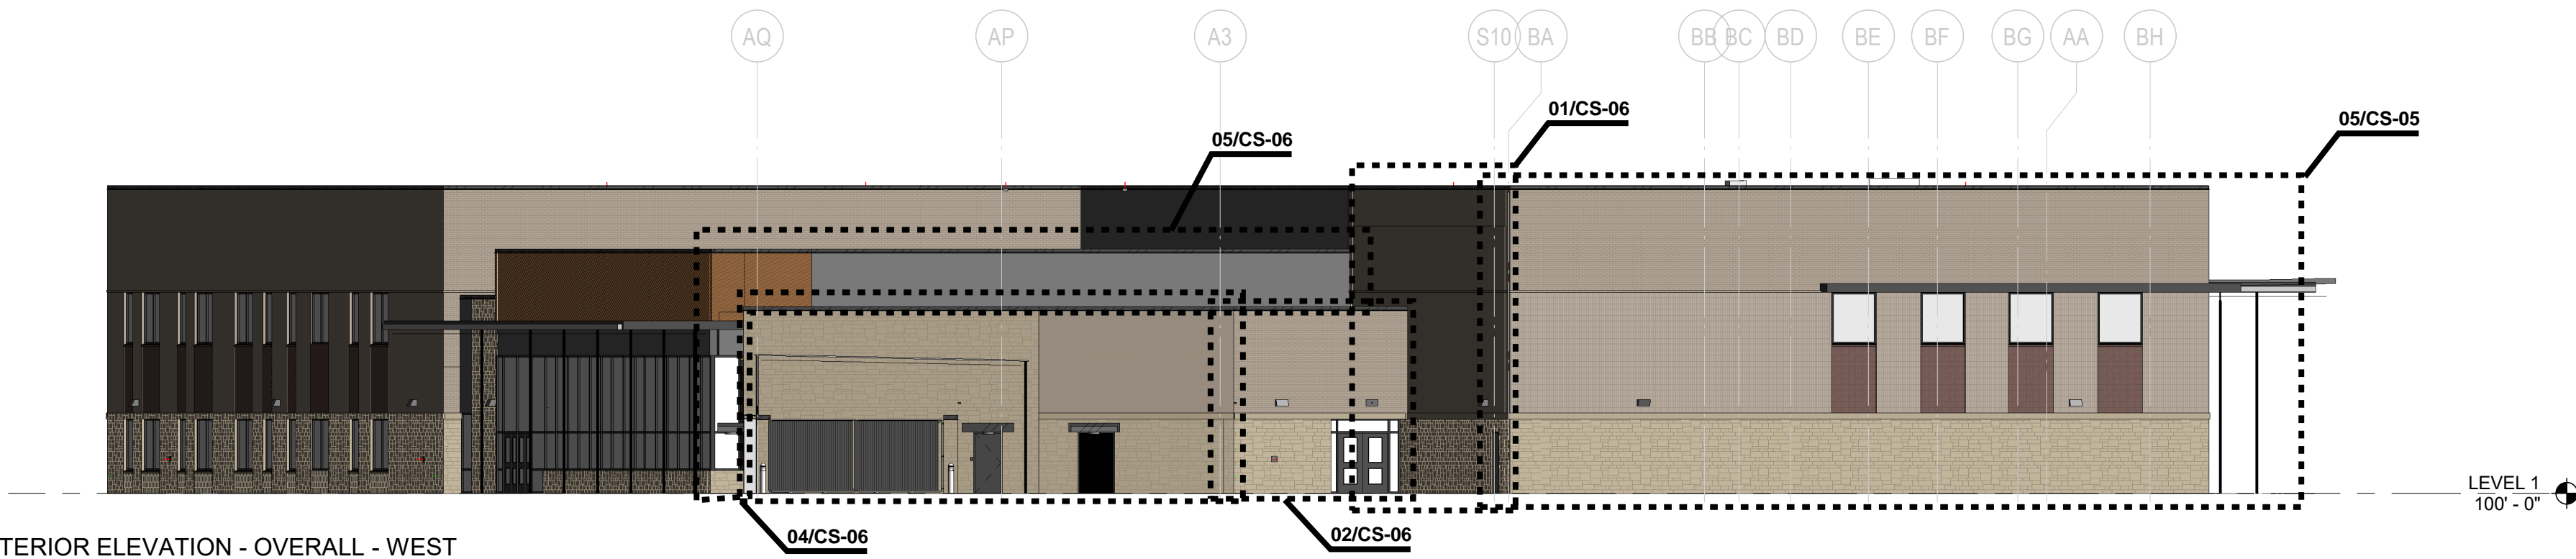 AQ
AP
A3
S10
BA
BB
BC
BD
BE
BF
BG
AA
BH
01/CS-06
05/CS-05
05/CS-06
LEVEL 1
100' - 0"
04/CS-06
02/CS-06
TERIOR ELEVATION - OVERALL - WEST